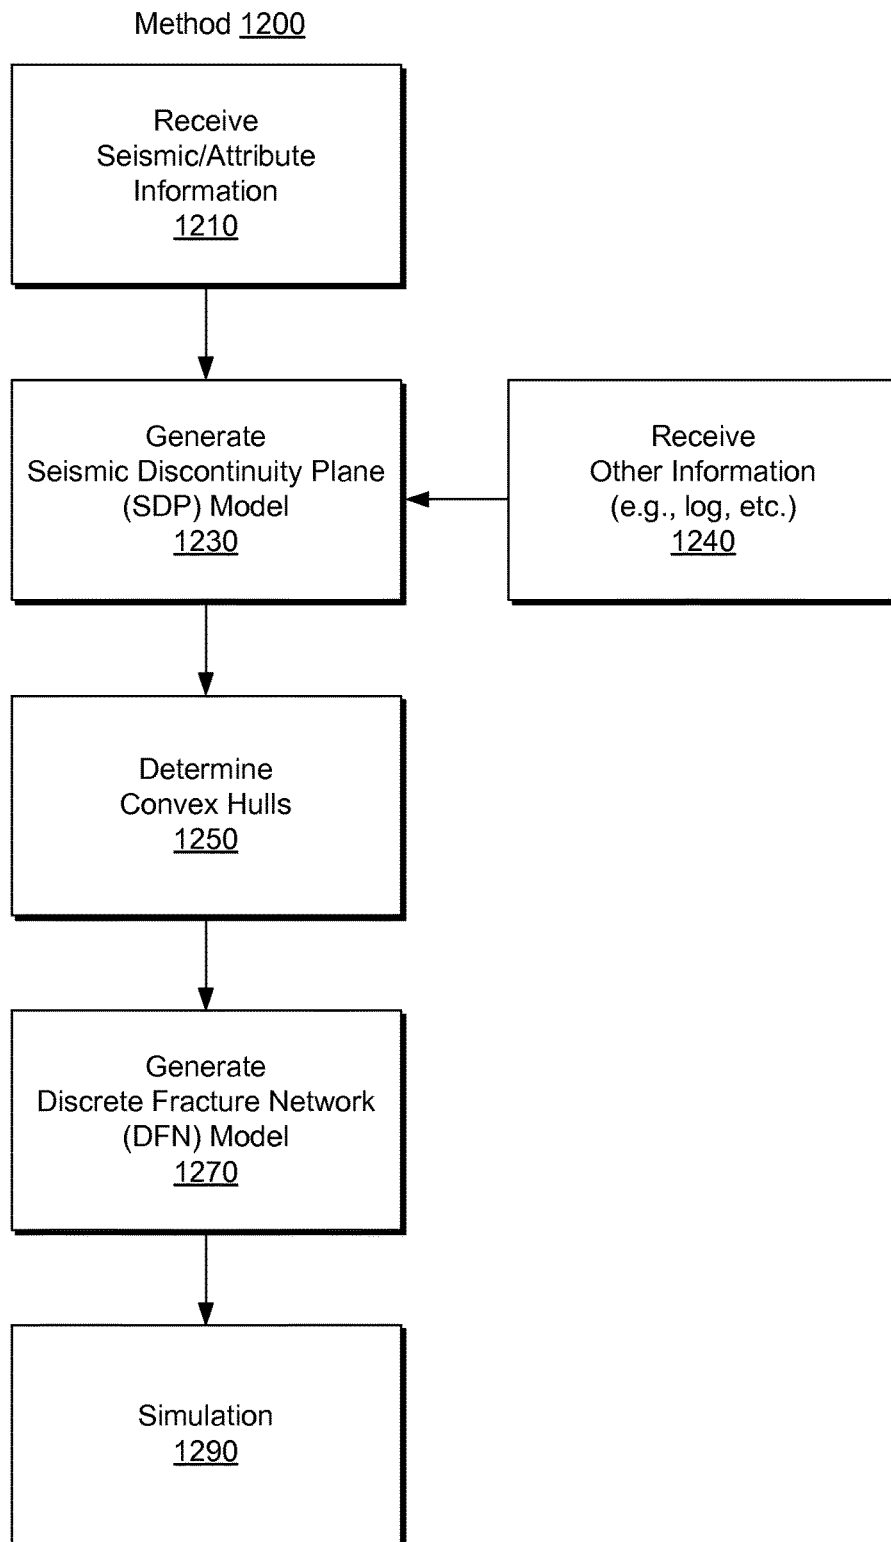 Method 1200
Receive
Seismic/Attribute
Information
1210
Generate
Seismic Discontinuity Plane
(SDP) Model
1230
Receive
Other Information
(e.g., log, etc.)
1240
Determine
Convex Hulls
1250
Generate
Discrete Fracture Network
(DFN) Model
1270
Simulation
1290